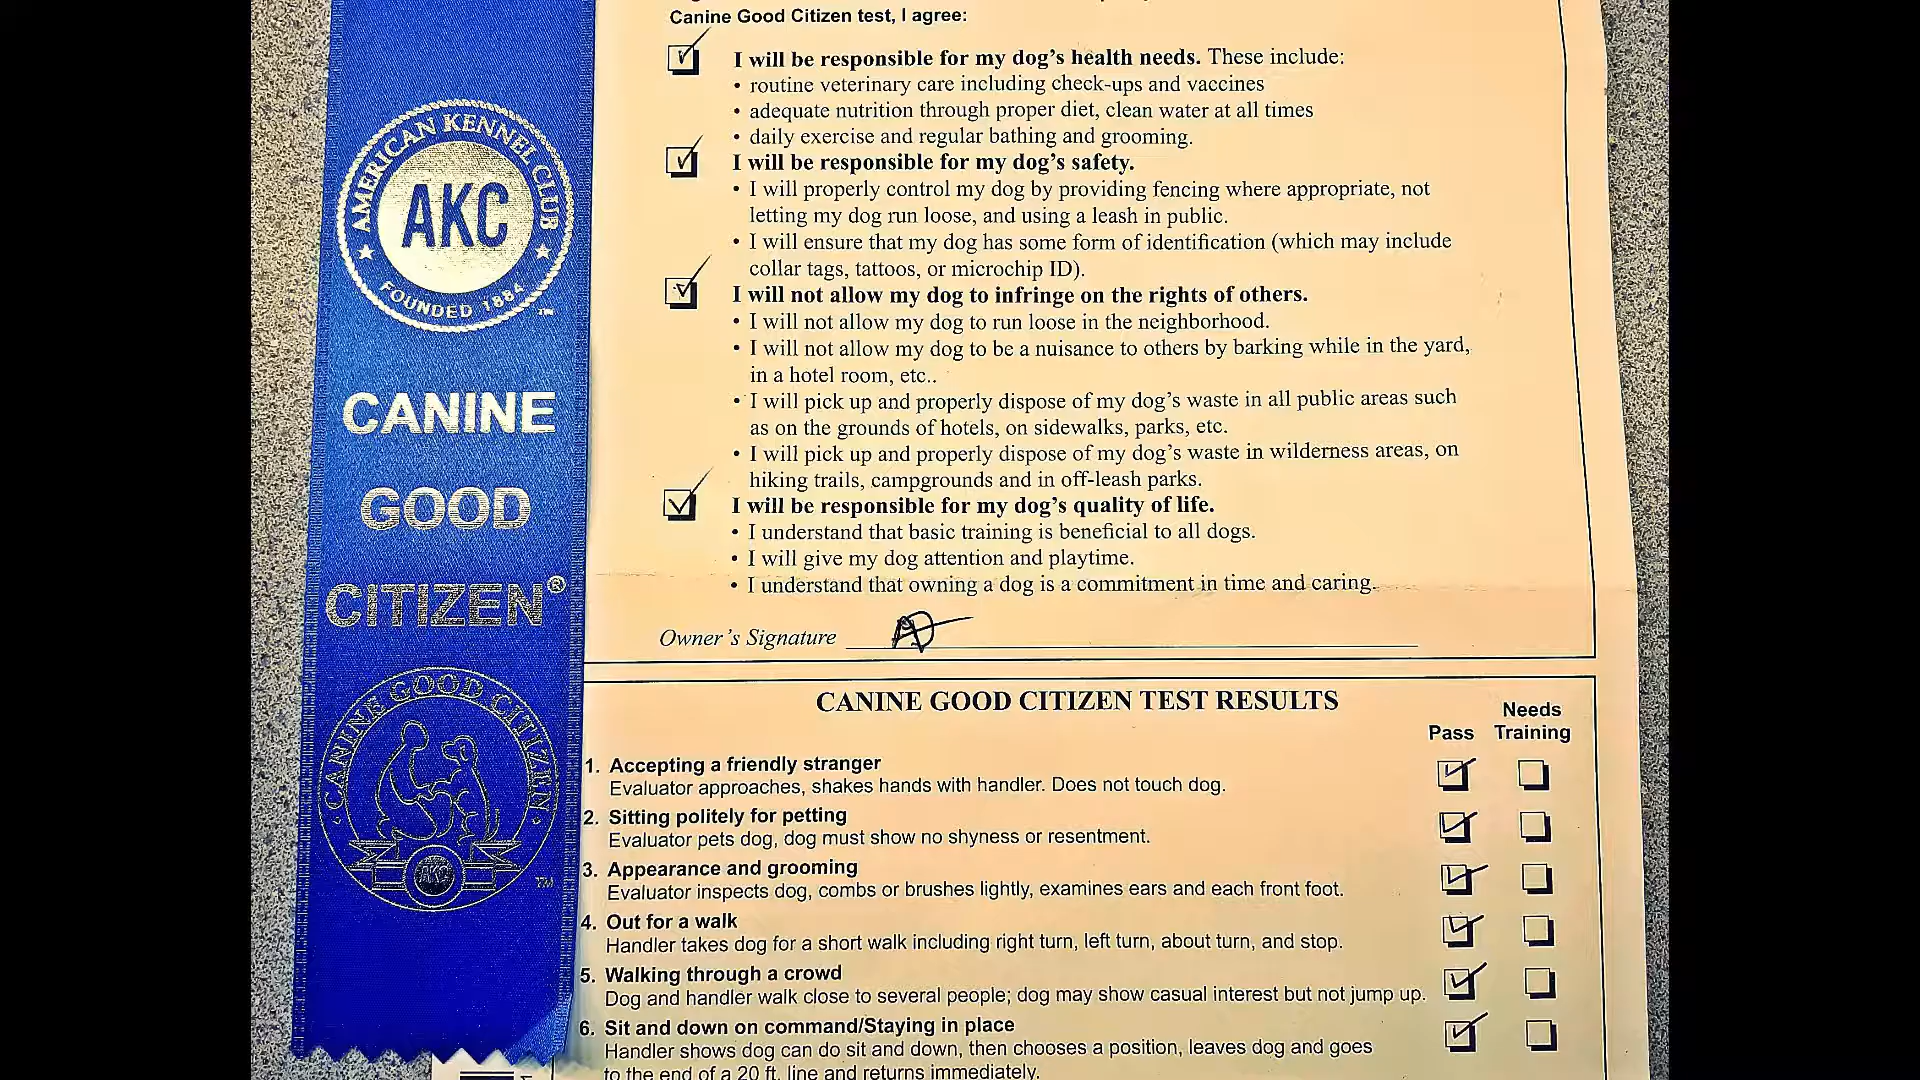 AMERICAN KENNEL CLUB
AKC
FOUNDED 1884
TM
CANINE
GOOD
CITIZEN®
CANINE GOOD CITIZEN
AKC
TM
Canine Good Citizen test, I agree:
I will be responsible for my dog's health needs. These include:
• routine veterinary care including check-ups and vaccines
• adequate nutrition through proper diet, clean water at all times
• daily exercise and regular bathing and grooming.
I will be responsible for my dog's safety.
• I will properly control my dog by providing fencing where appropriate, not
letting my dog run loose, and using a leash in public.
• I will ensure that my dog has some form of identification (which may include
collar tags, tattoos, or microchip ID).
I will not allow my dog to infringe on the rights of others.
• I will not allow my dog to run loose in the neighborhood.
• I will not allow my dog to be a nuisance to others by barking while in the yard,
in a hotel room, etc..
• I will pick up and properly dispose of my dog's waste in all public areas such
as on the grounds of hotels, on sidewalks, parks, etc.
• I will pick up and properly dispose of my dog's waste in wilderness areas, on
hiking trails, campgrounds and in off-leash parks.
I will be responsible for my dog's quality of life.
• I understand that basic training is beneficial to all dogs.
• I will give my dog attention and playtime.
• I understand that owning a dog is a commitment in time and caring.
Owner's Signature
CANINE GOOD CITIZEN TEST RESULTS
Pass Needs Training
1. Accepting a friendly stranger
Evaluator approaches, shakes hands with handler. Does not touch dog.
2. Sitting politely for petting
Evaluator pets dog, dog must show no shyness or resentment.
3. Appearance and grooming
Evaluator inspects dog, combs or brushes lightly, examines ears and each front foot.
4. Out for a walk
Handler takes dog for a short walk including right turn, left turn, about turn, and stop.
5. Walking through a crowd
Dog and handler walk close to several people; dog may show casual interest but not jump up.
6. Sit and down on command/Staying in place
Handler shows dog can do sit and down, then chooses a position, leaves dog and goes
to the end of a 20 ft. line and returns immediately.